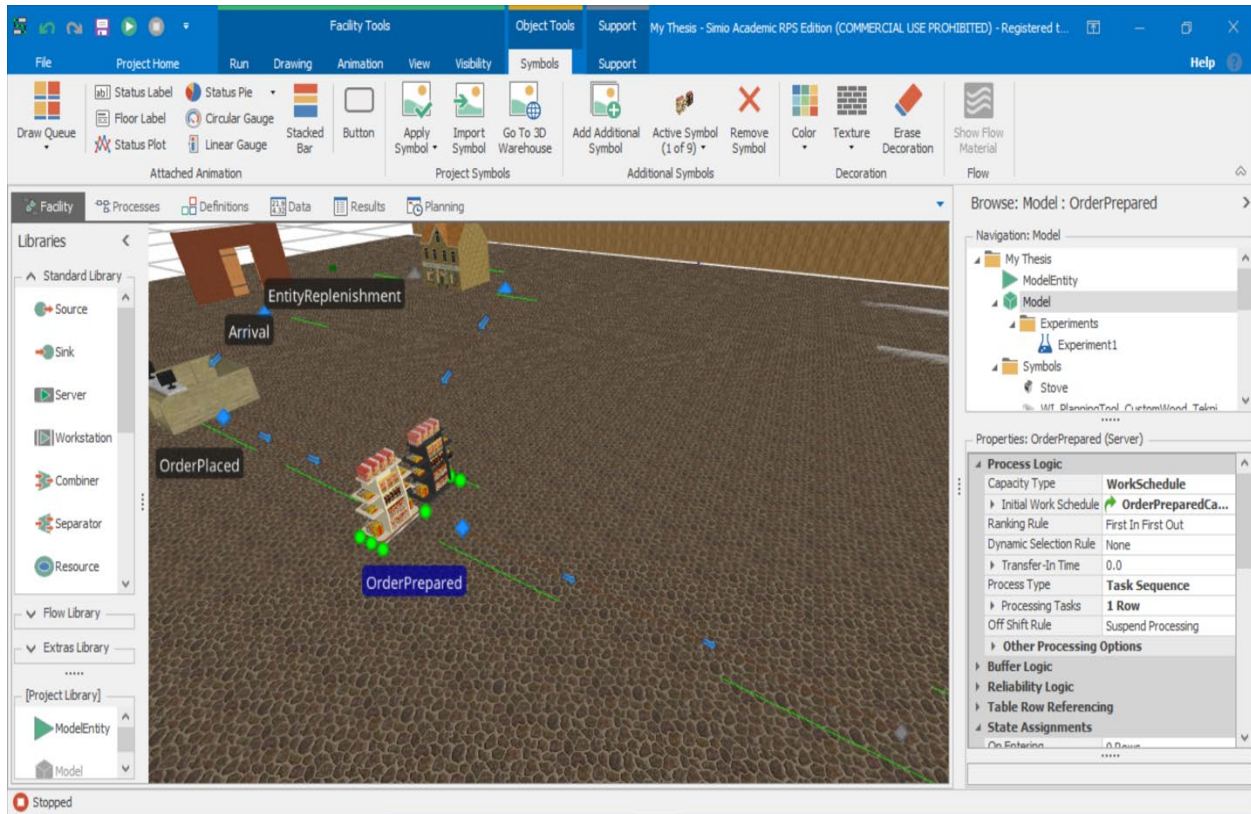 Facility Tools
Object Tools
Support
My Thesis - Simio Academic RPS Edition (COMMERCIAL USE PROHIBITED) - Registered t...
File
Project Home
Run
Drawing
Animation
View
Visibility
Symbols
Support
Help
Draw Queue
Status Label
Floor Label
Status Plot
Status Pie
Circular Gauge
Linear Gauge
Stacked
Bar
Button
Attached Animation
Apply
Symbol
Import
Symbol
Go To 3D
Warehouse
Project Symbols
Add Additional
Symbol
Active Symbol
(1 of 9)
Remove
Symbol
Additional Symbols
Color
Texture
Erase
Decoration
Decoration
Show Flow
Material
Flow
Facility
Processes
Definitions
Data
Results
Planning
Libraries
Standard Library
Source
Sink
Server
Workstation
Combiner
Separator
Resource
Flow Library
Extras Library
[Project Library]
ModelEntity
Model
EntityReplenishment
Arrival
OrderPlaced
OrderPrepared
Browse: Model : OrderPrepared
Navigation: Model
My Thesis
ModelEntity
Model
Experiments
Experiment1
Symbols
Stove
WI_PlanningTool_CustomWood_Tekni
Properties: OrderPrepared (Server)
Process Logic
Capacity Type WorkSchedule
Initial Work Schedule OrderPreparedCa...
Ranking Rule First In First Out
Dynamic Selection Rule None
Transfer-In Time 0.0
Process Type Task Sequence
Processing Tasks 1 Row
Off Shift Rule Suspend Processing
Other Processing Options
Buffer Logic
Reliability Logic
Table Row Referencing
State Assignments
On Entering 0 Rows
Stopped